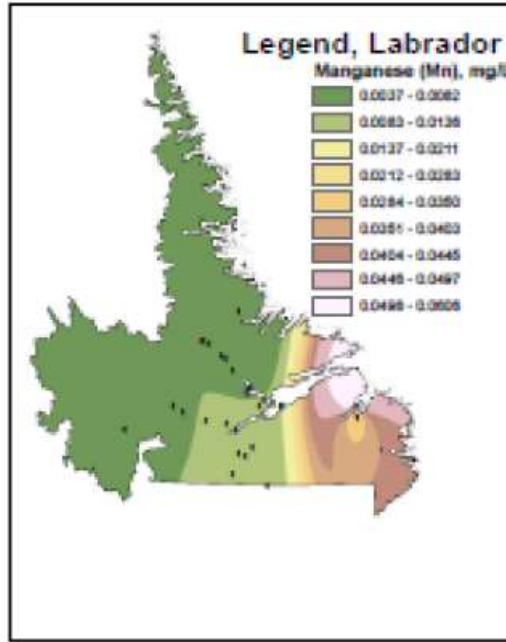 Legend, Labrador
Manganese (Mn), mg/L
0.0037 - 0.0082
0.0083 - 0.0136
0.0137 - 0.0211
0.0212 - 0.0283
0.0284 - 0.0350
0.0351 - 0.0403
0.0404 - 0.0445
0.0446 - 0.0497
0.0498 - 0.0606